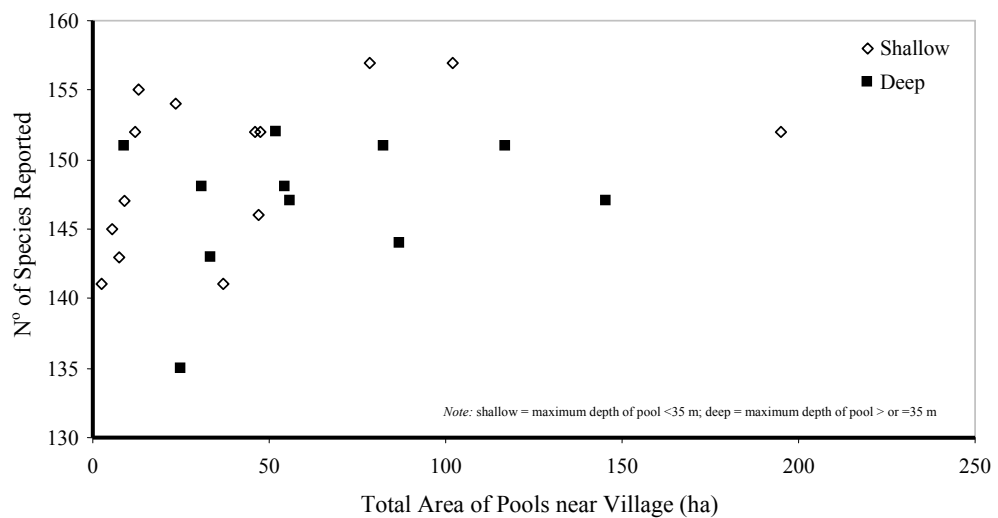 160
155
150
145
140
135
130
Nº of Species Reported
Shallow
Deep
Note: shallow = maximum depth of pool <35 m; deep = maximum depth of pool > or =35 m
0 50 100 150 200 250
Total Area of Pools near Village (ha)